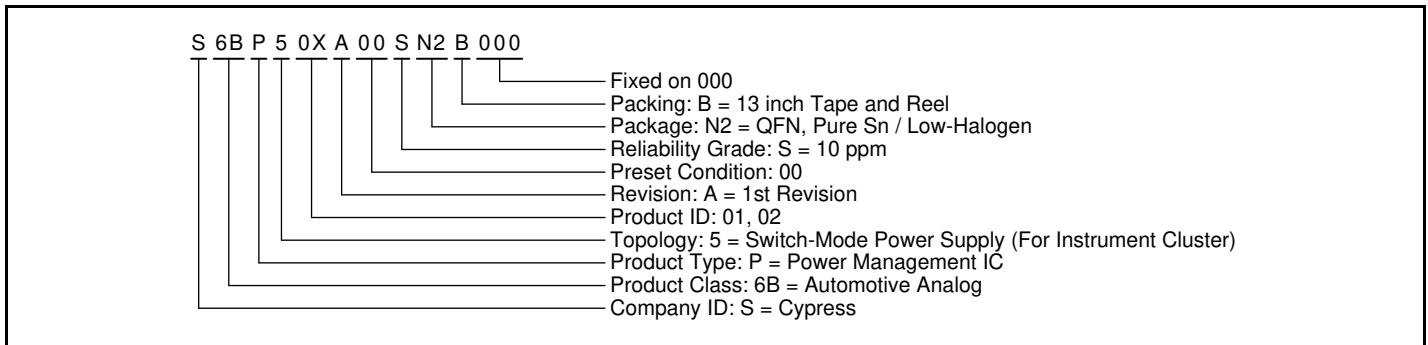 S 6B P 5 0X A 00 S N2 B 000
Fixed on 000
Packing: B = 13 inch Tape and Reel
Package: N2 = QFN, Pure Sn / Low-Halogen
Reliability Grade: S = 10 ppm
Preset Condition: 00
Revision: A = 1st Revision
Product ID: 01, 02
Topology: 5 = Switch-Mode Power Supply (For Instrument Cluster)
Product Type: P = Power Management IC
Product Class: 6B = Automotive Analog
Company ID: S = Cypress